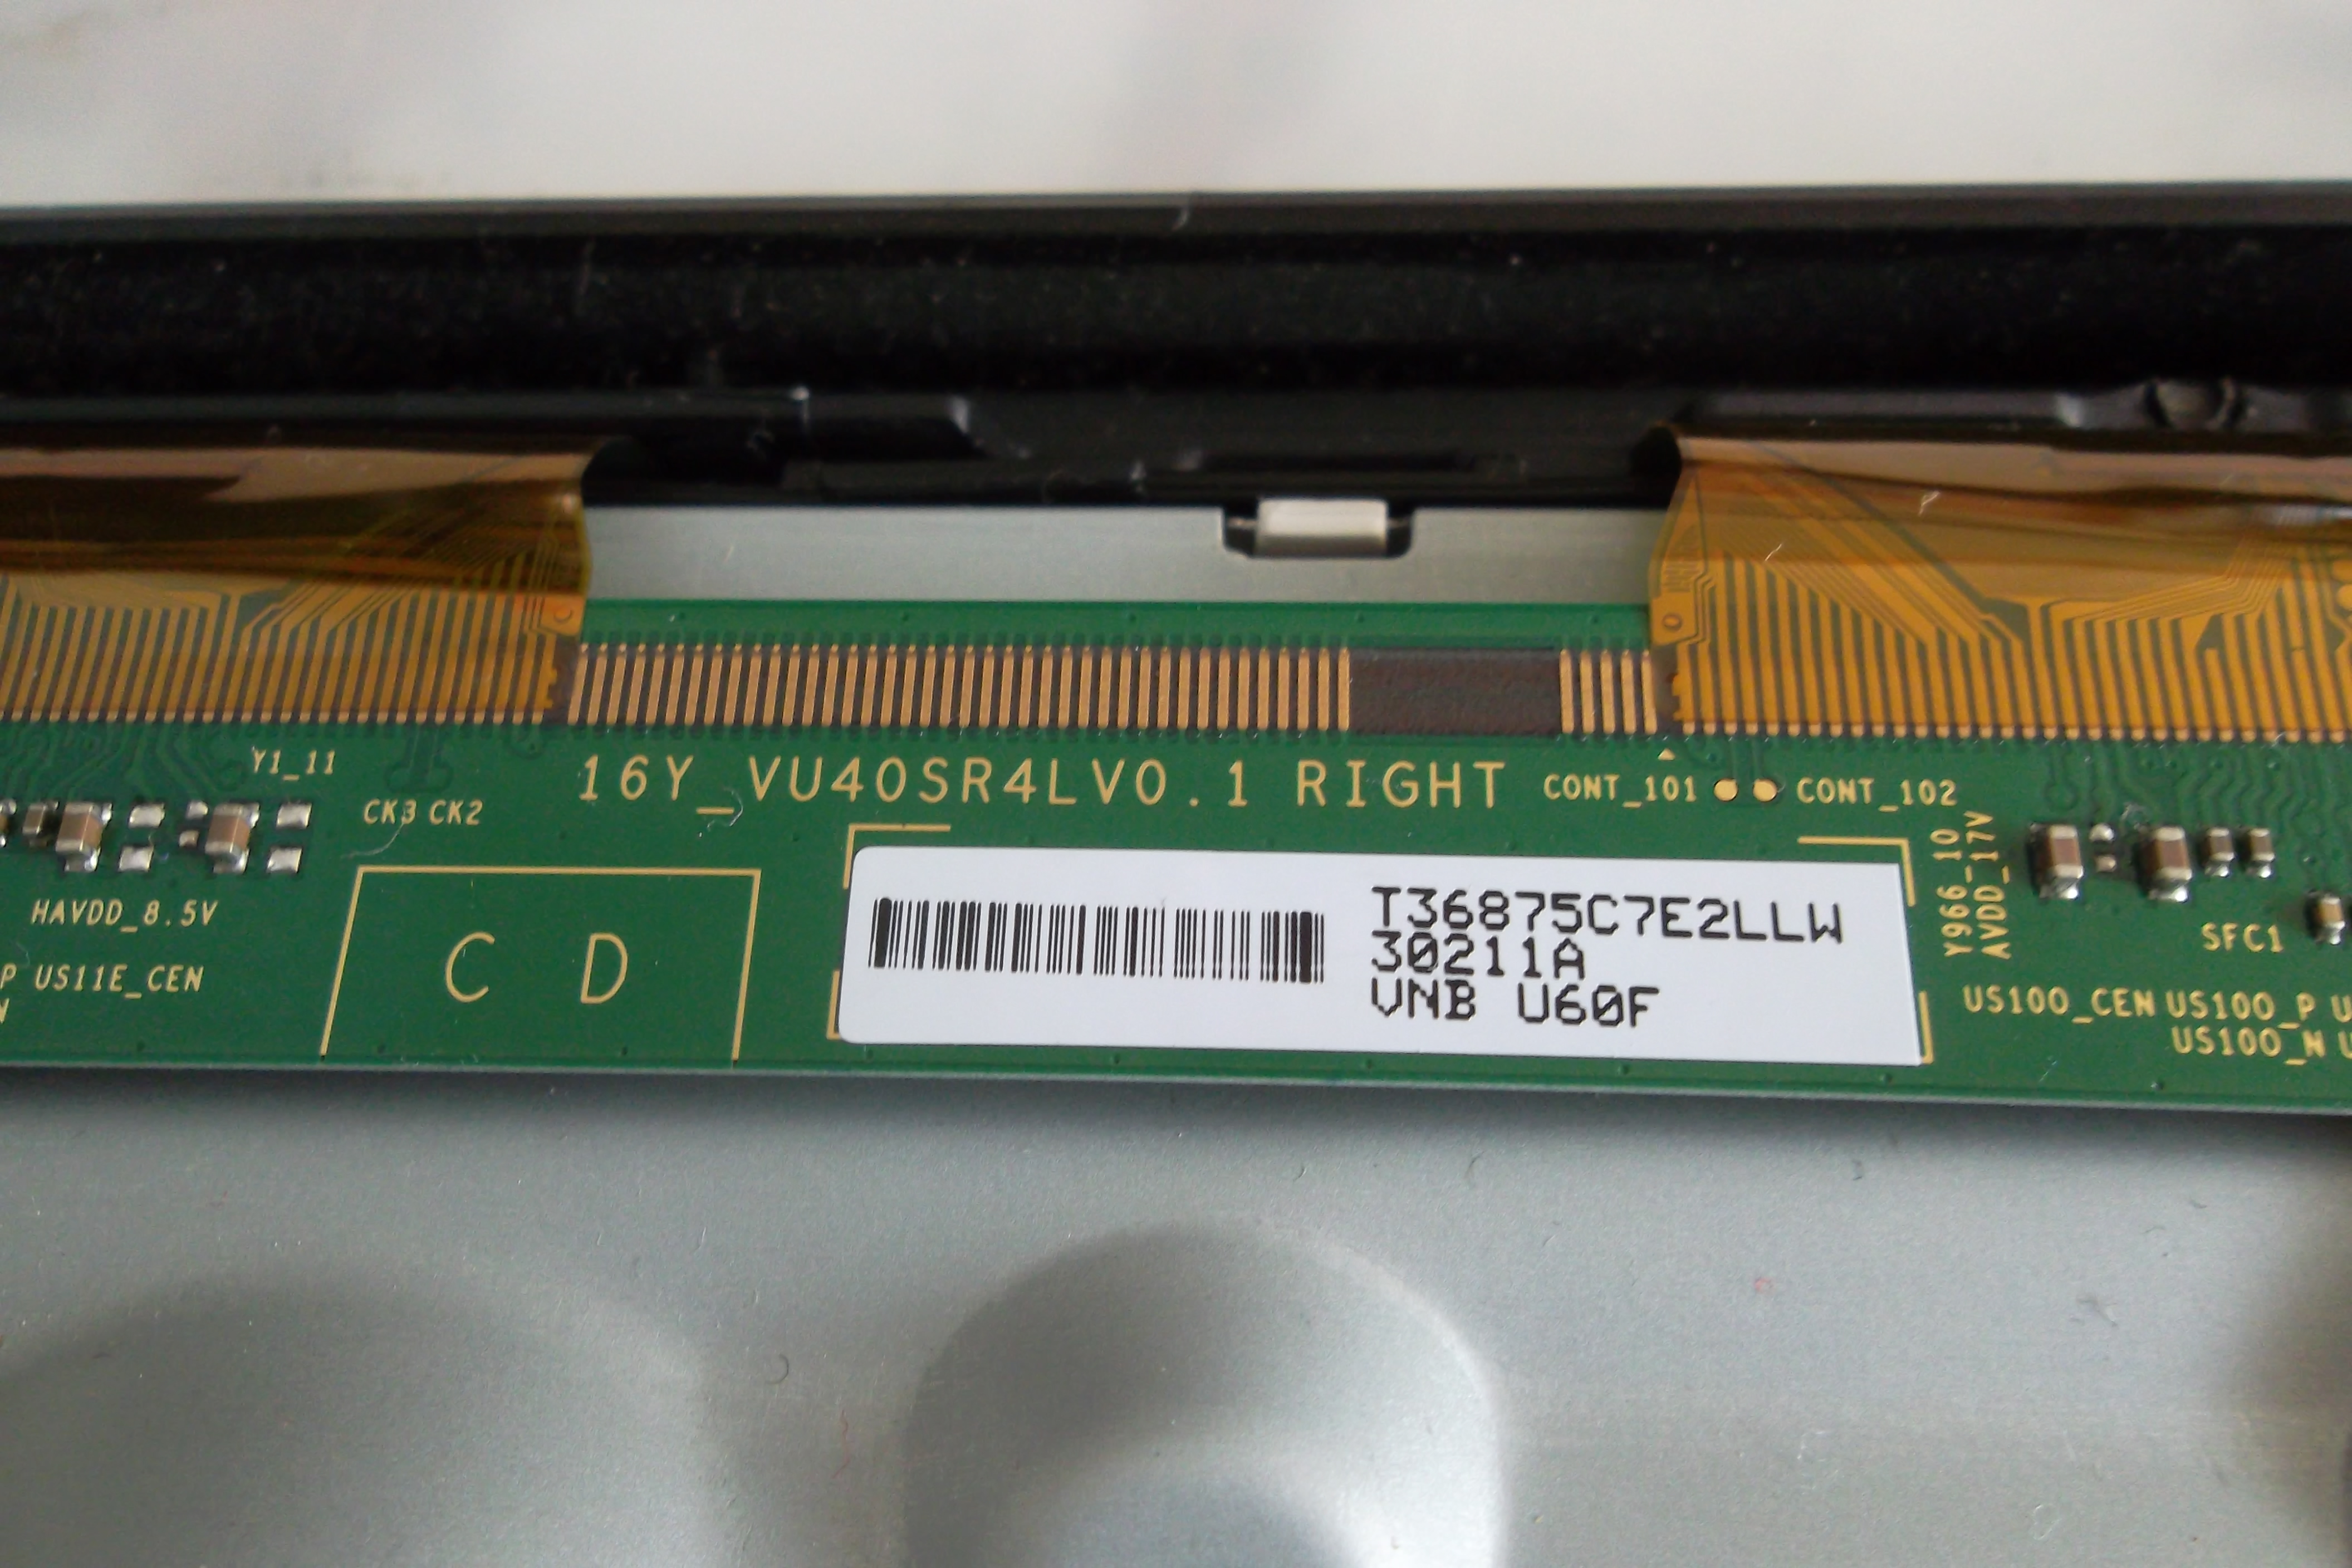 Y1_11
16Y_VU40SR4LV0.1 RIGHT
CONT_101
CONT_102
CK3 CK2
HAVDD_8.5V
P US11E_CEN
N
C D
T36875C7E2LLW
30211A
VNB U60F
Y966_10
AVDD_17V
SFC1
US100_CEN US100_P U
US100_N U